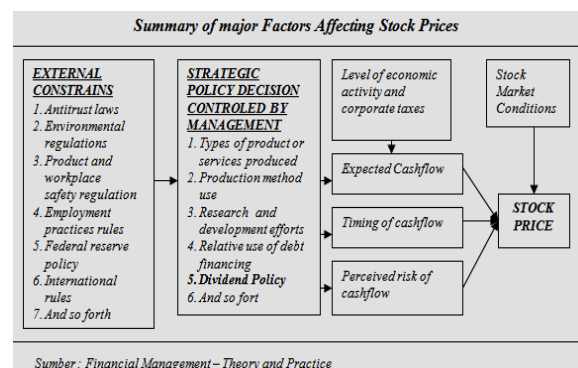 Summary of major Factors Affecting Stock Prices
EXTERNAL
CONSTRAINS
1. Antitrust laws
2. Environmental
regulations
3. Product and
workplace
safety regulation
4. Employment
practices rules
5. Federal reserve
policy
6. International
rules
7. And so forth
STRATEGIC
POLICY DECISION
CONTROLED BY
MANAGEMENT
1. Types of product or
services produced
2. Production method
use
3. Research and
development efforts
4. Relative use of debt
financing
5. Dividend Policy
6. And so fort
Level of economic
activity and
corporate taxes
Expected Cashflow
Timing of cashflow
Perceived risk of
cashflow
Stock
Market
Conditions
STOCK
PRICE
Sumber : Financial Management – Theory and Practice